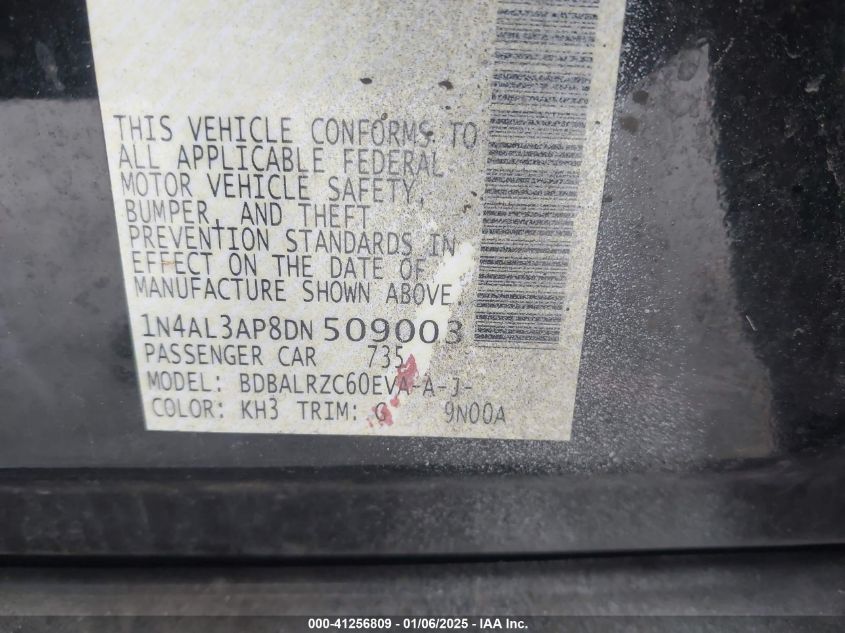 THIS VEHICLE CONFORMS TO
ALL APPLICABLE FEDERAL
MOTOR VEHICLE SAFETY,
BUMPER, AND THEFT
PREVENTION STANDARDS IN
EFFECT ON THE DATE OF
MANUFACTURE SHOWN ABOVE
1N4AL3AP8DN 509003
PASSENGER CAR 735
MODEL: BDBALRZC60EVA-A-J-
COLOR: KH3 TRIM: G 9N00A
000-41256809 - 01/06/2025 - IAA Inc.